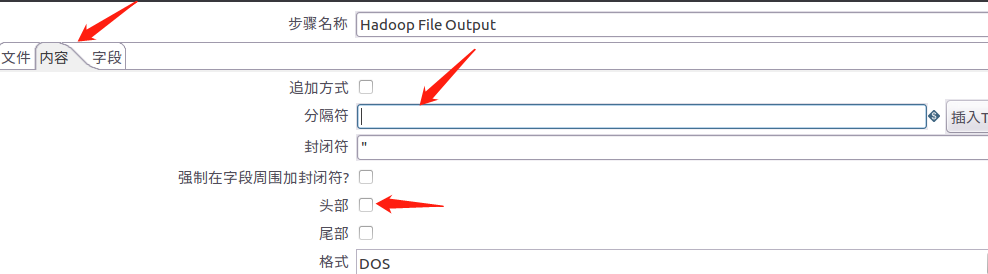 步骤名称 Hadoop File Output
文件 内容 字段
追加方式
分隔符 插入T
封闭符 "
强制在字段周围加封闭符?
头部
尾部
格式 DOS